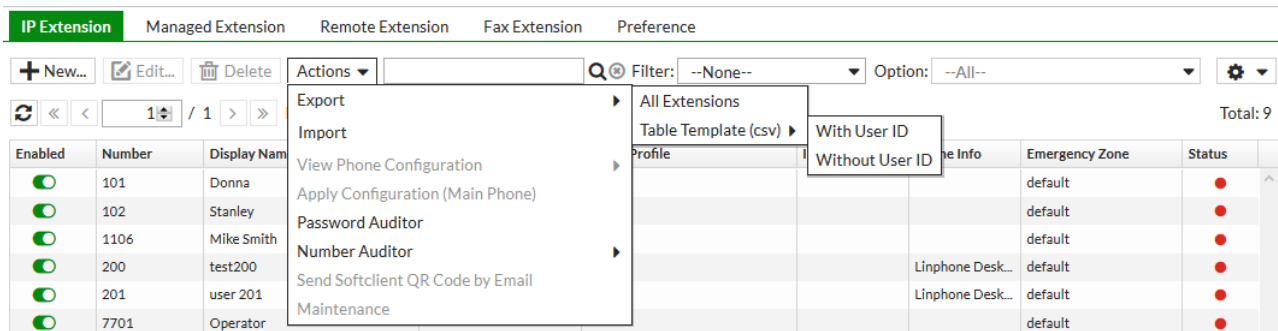 IP Extension Managed Extension Remote Extension Fax Extension Preference
New... Edit... Delete Actions Filter: --None-- Option: --All--
1 / 1 Total: 9
Export
Import
View Phone Configuration
Apply Configuration (Main Phone)
Password Auditor
Number Auditor
Send Softclient QR Code by Email
Maintenance
All Extensions
Table Template (csv)
With User ID
Without User ID
Enabled Number Display Nam Profile ne Info Emergency Zone Status
101 Donna default
102 Stanley default
1106 Mike Smith default
200 test200 Linphone Desk... default
201 user 201 Linphone Desk... default
7701 Operator default